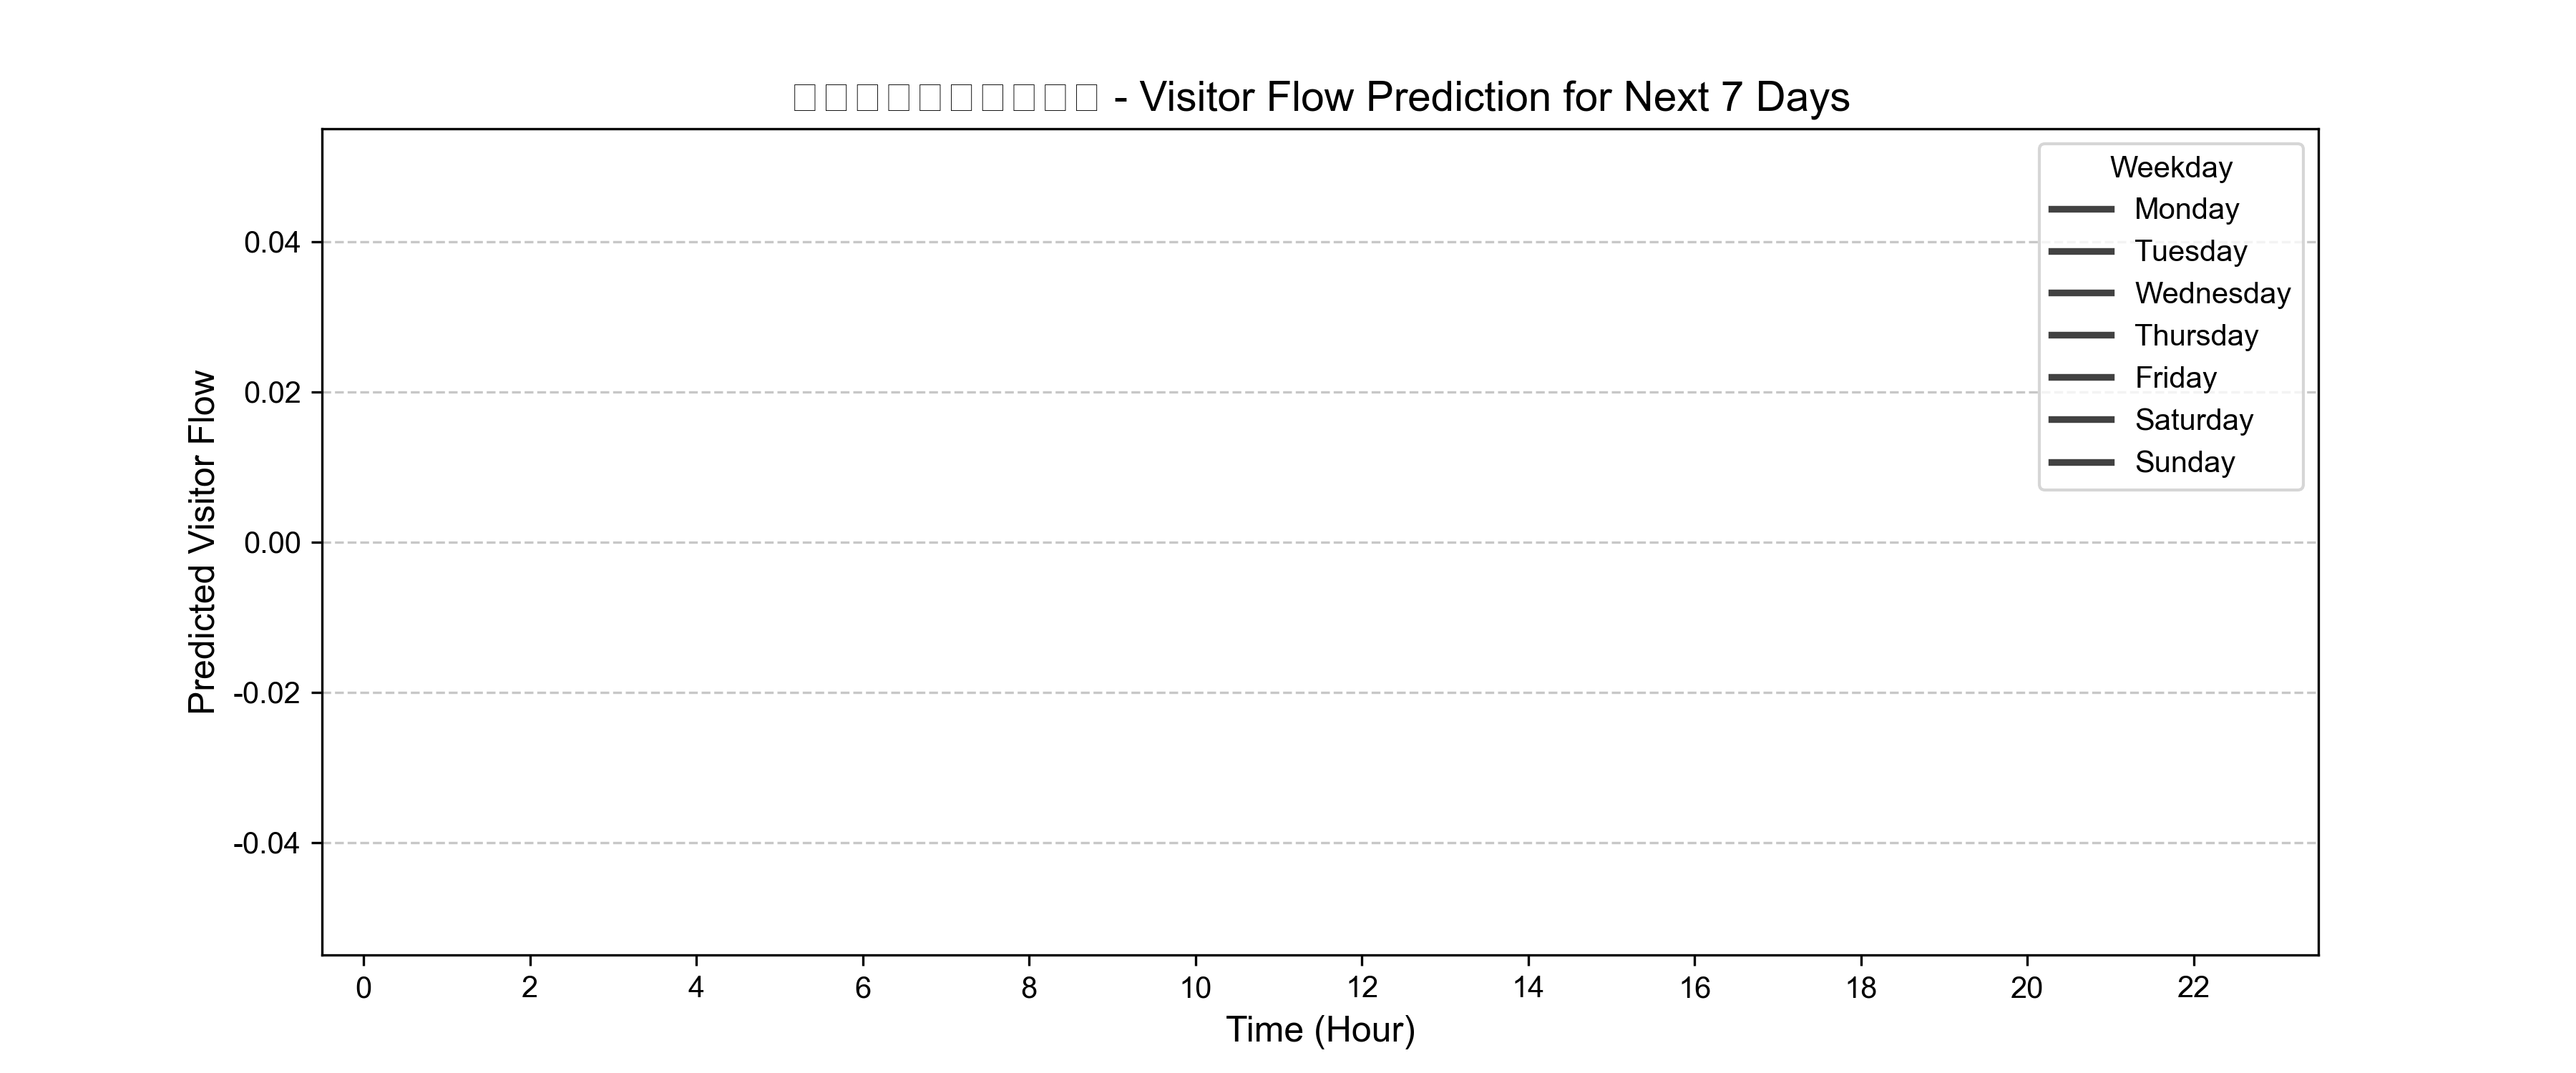 - Visitor Flow Prediction for Next 7 Days
Weekday
Monday
Tuesday
Wednesday
Thursday
Friday
Saturday
Sunday
Predicted Visitor Flow
0.04
0.02
0.00
-0.02
-0.04
0
2
4
6
8
10
12
14
16
18
20
22
Time (Hour)